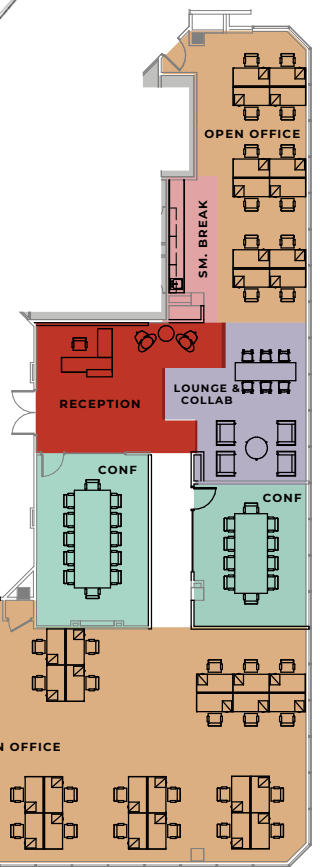 OPEN OFFICE
SM. BREAK
LOUNGE &
COLLAB
RECEPTION
CONF
CONF
N OFFICE